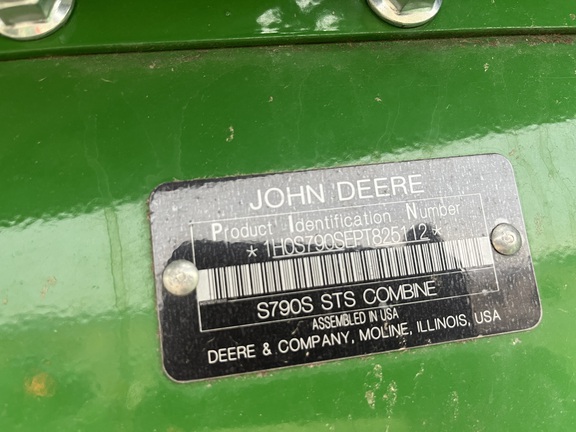 JOHN DEERE
Product Identification Number
*1H0S790SEPT825112*
S790S STS COMBINE
ASSEMBLED IN USA
DEERE & COMPANY, MOLINE, ILLINOIS, USA